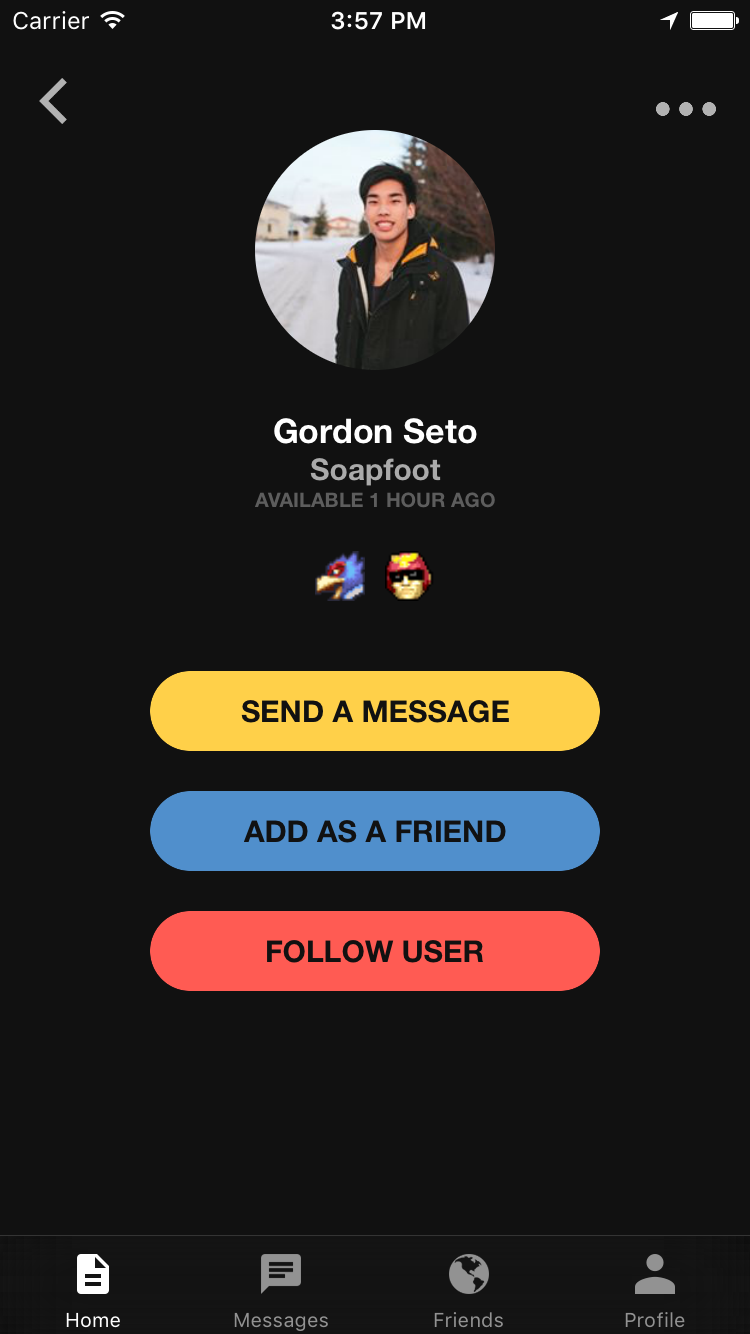 Carrier 3:57 PM
Gordon Seto
Soapfoot
AVAILABLE 1 HOUR AGO
SEND A MESSAGE
ADD AS A FRIEND
FOLLOW USER
Home Messages Friends Profile